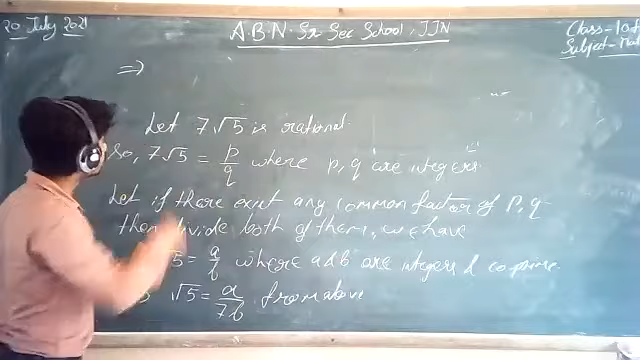 20 July 2021
A.B.N. Sr. Sec School, JJN
Class-10th
Subject-Mat
⇒
Let 7√5 is rational.
So, 7√5 = p/q where p, q are integers.
Let if there exist any common factor of P, q
then divide both of them, we have
√5 = a/b where a & b are integers & co prime.
√5 = a/7b from above